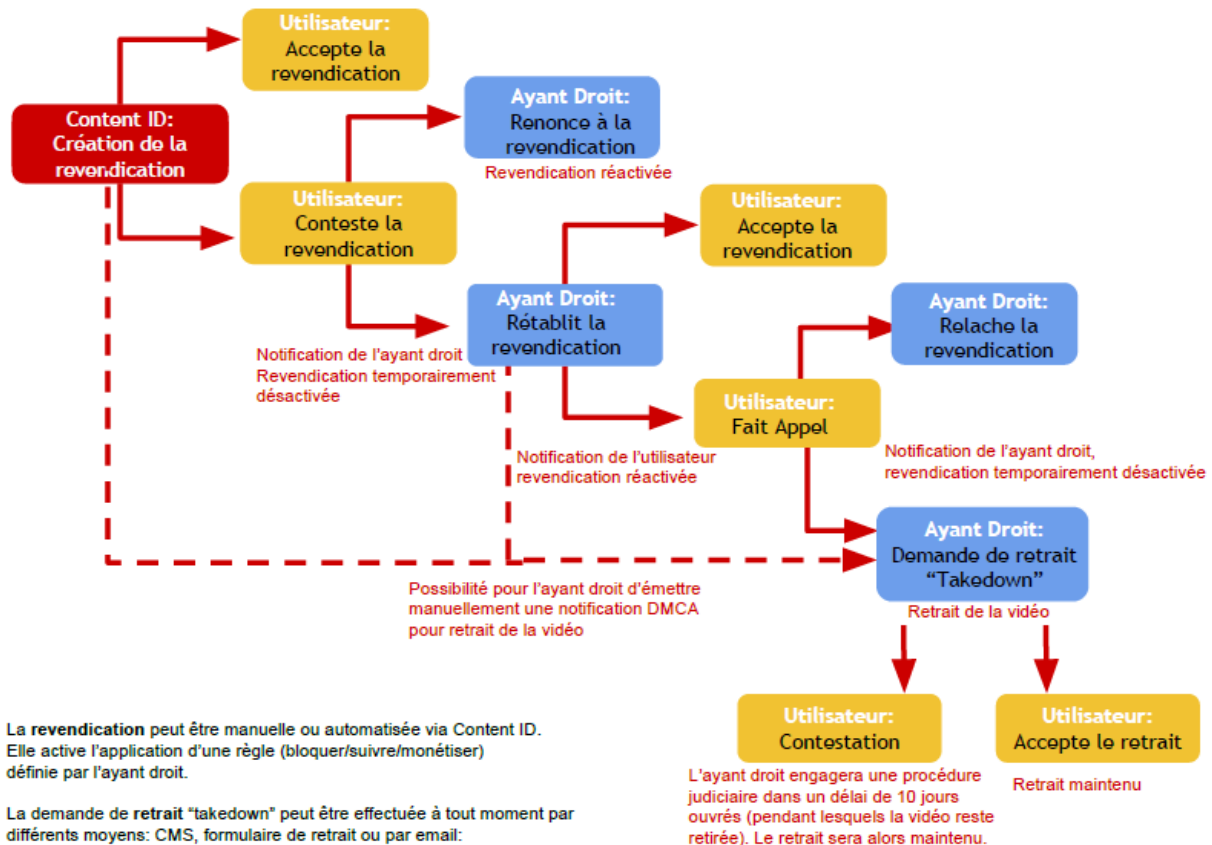 Utilisateur:
Accepte la
revendication
Content ID:
Création de la
revendication
Ayant Droit:
Renonce à la
revendication
Revendication réactivée
Utilisateur:
Conteste la
revendication
Utilisateur:
Accepte la
revendication
Ayant Droit:
Rétablit la
revendication
Notification de l'ayant droit
Revendication temporairement
désactivée
Ayant Droit:
Relache la
revendication
Utilisateur:
Fait Appel
Notification de l'utilisateur
revendication réactivée
Notification de l'ayant droit,
revendication temporairement désactivée
Ayant Droit:
Demande de retrait
“Takedown”
Possibilité pour l'ayant droit d'émettre
manuellement une notification DMCA
pour retrait de la vidéo
Retrait de la vidéo
Utilisateur:
Contestation
L'ayant droit engagera une procédure
judiciaire dans un délai de 10 jours
ouvrés (pendant lesquels la vidéo reste
retirée). Le retrait sera alors maintenu.
Utilisateur:
Accepte le retrait
Retrait maintenu
La revendication peut être manuelle ou automatisée via Content ID.
Elle active l'application d'une règle (bloquer/suivre/monétiser)
définie par l'ayant droit.
La demande de retrait “takedown” peut être effectuée à tout moment par
différents moyens: CMS, formulaire de retrait ou par email: